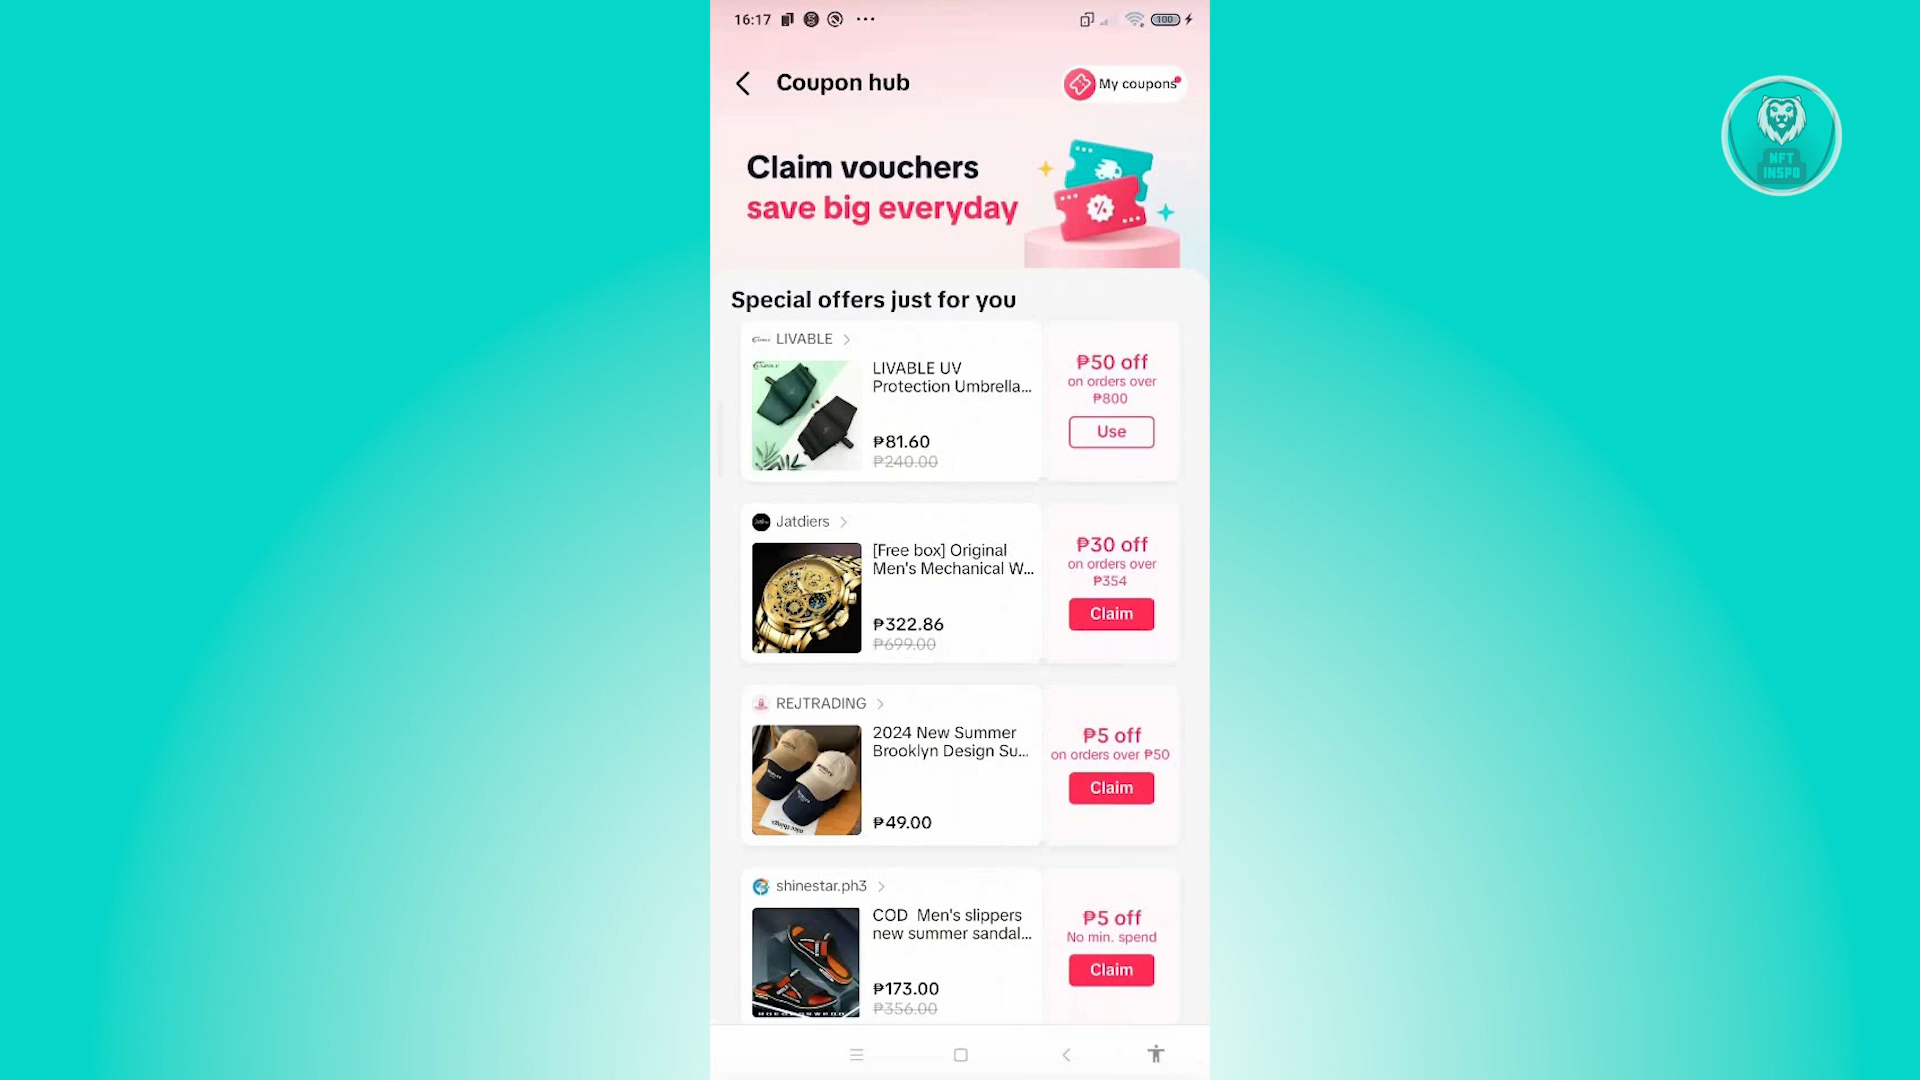 16:17
100
Coupon hub
My coupons
Claim vouchers
save big everyday
NFT
INSPO
Special offers just for you
LIVABLE
LIVABLE UV
Protection Umbrella...
₱81.60
₱240.00
₱50 off
on orders over
₱800
Use
Jatdiers
[Free box] Original
Men's Mechanical W...
₱322.86
₱699.00
₱30 off
on orders over
₱354
Claim
REJTRADING
2024 New Summer
Brooklyn Design Su...
₱49.00
₱5 off
on orders over ₱50
Claim
shinestar.ph3
COD  Men's slippers
new summer sandal...
₱173.00
₱356.00
₱5 off
No min. spend
Claim